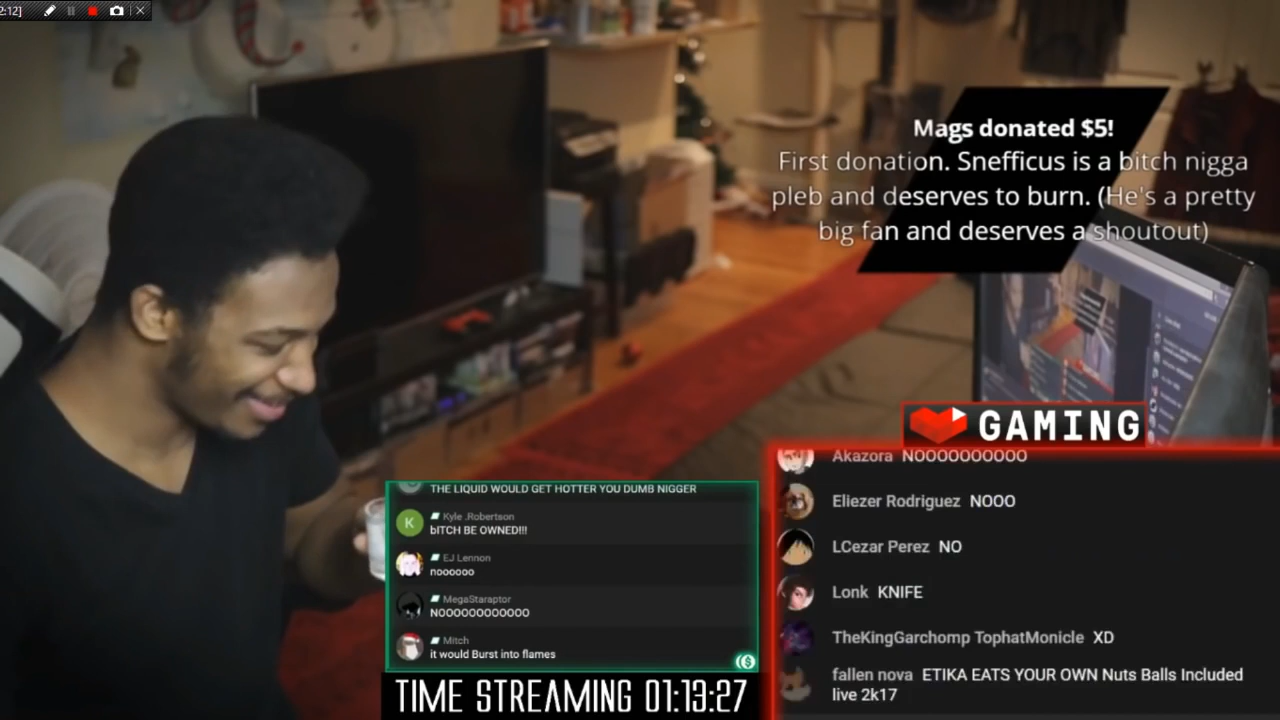 2:12]
Mags donated $5!
First donation. Snefficus is a bitch nigga
pleb and deserves to burn. (He's a pretty
big fan and deserves a shoutout)
GAMING
THE LIQUID WOULD GET HOTTER YOU DUMB NIGGER
Kyle .Robertson
bITCH BE OWNED!!!
EJ Lennon
noooooo
MegaStaraptor
NOOOOOOOOOOOO
Mitch
it would Burst into flames
TIME STREAMING 01:13:27
Akazora NOOOOOOOOOO
Eliezer Rodriguez NOOO
LCezar Perez NO
Lonk KNIFE
TheKingGarchomp TophatMonicle XD
fallen nova ETIKA EATS YOUR OWN Nuts Balls Included
live 2k17